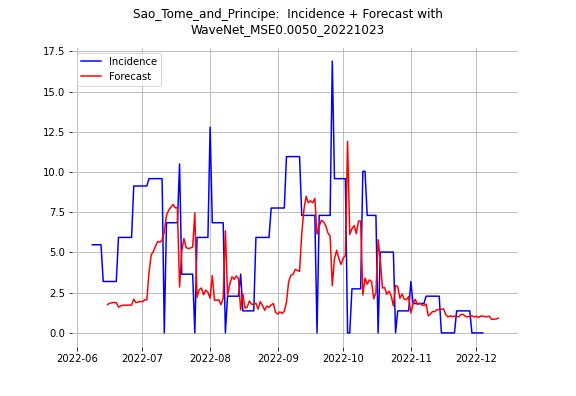 Sao_Tome_and_Principe:  Incidence + Forecast with
WaveNet_MSE0.0050_20221023
17.5
Incidence
Forecast
15.0
12.5
10.0
7.5
5.0
2.5
0.0
2022-06 2022-07 2022-08 2022-09 2022-10 2022-11 2022-12